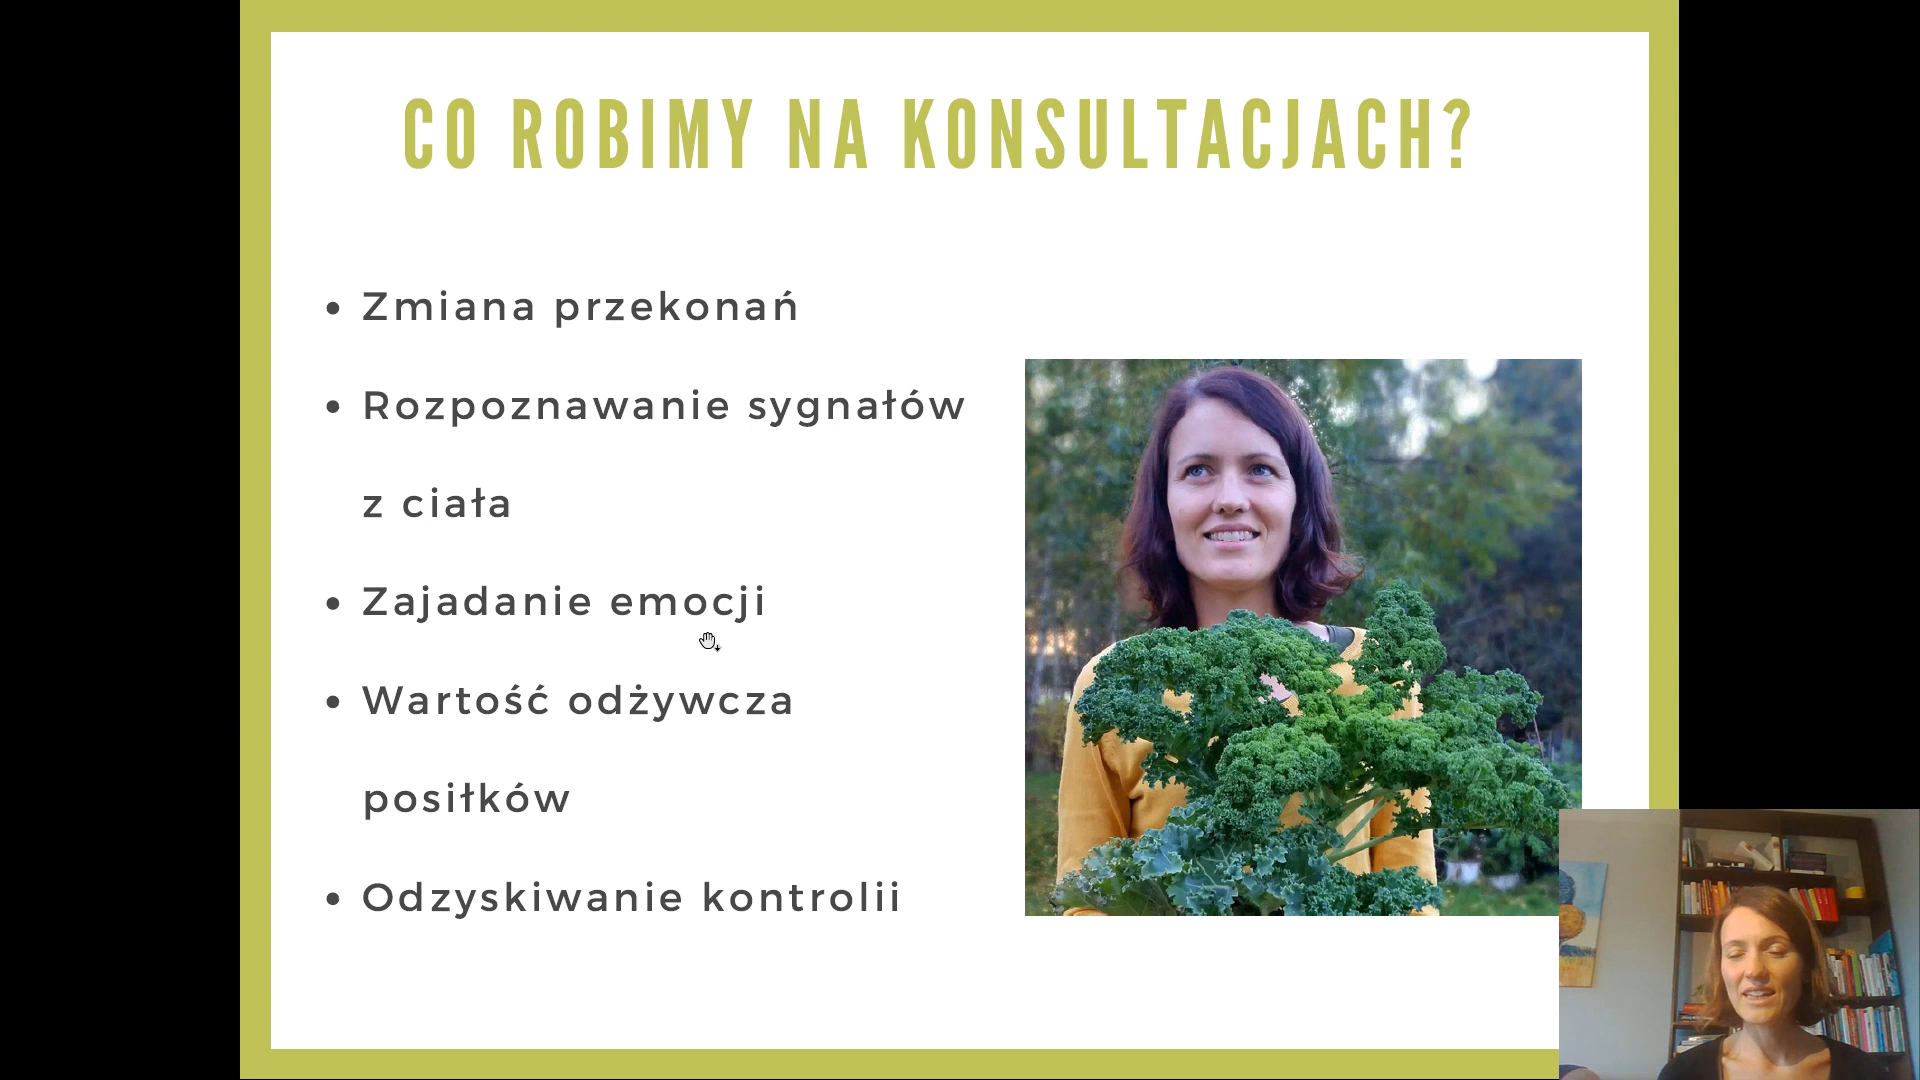 CO ROBIMY NA KONSULTACJACH?
• Zmiana przekonań
• Rozpoznawanie sygnałów
z ciała
• Zajadanie emocji
• Wartość odżywcza
posiłków
• Odzyskiwanie kontrolii